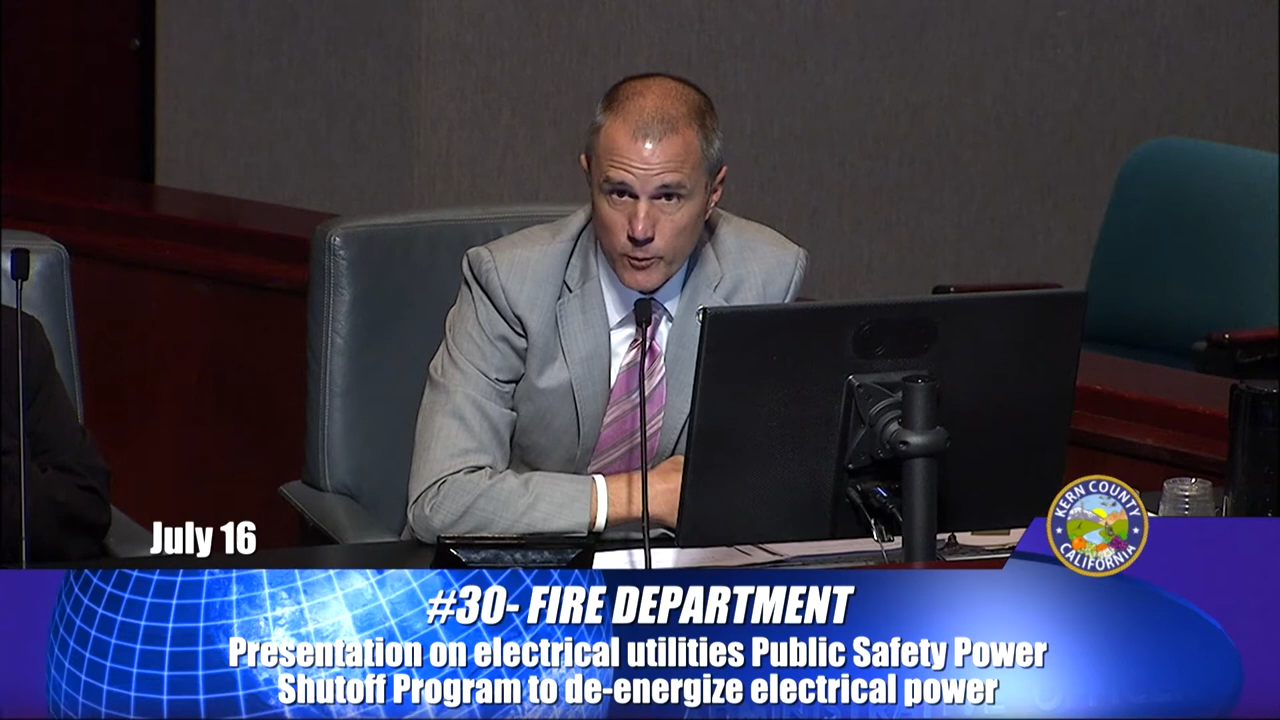 July 16
KERN COUNTY
CALIFORNIA
#30- FIRE DEPARTMENT
Presentation on electrical utilities Public Safety Power
Shutoff Program to de-energize electrical power